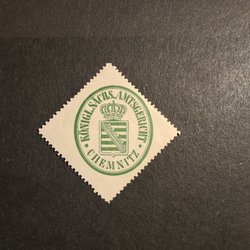 KÖNIGL. SÄCHS. AMTSGERICHT
* CHEMNITZ *